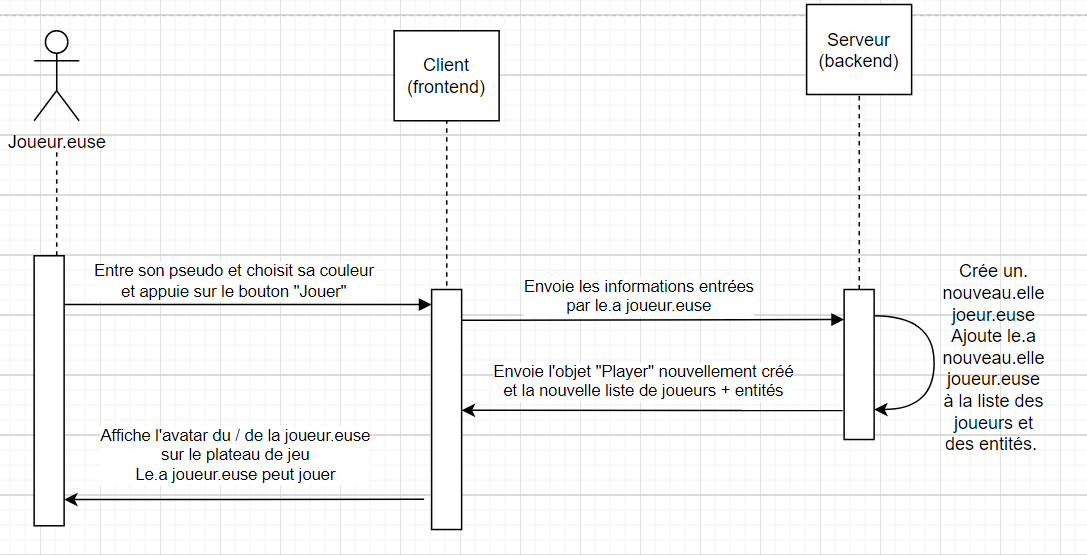 Joueur.euse
Client
(frontend)
Serveur
(backend)
Entre son pseudo et choisit sa couleur
et appuie sur le bouton "Jouer"
Envoie les informations entrées
par le.a joueur.euse
Crée un.
nouveau.elle
joeur.euse
Ajoute le.a
nouveau.elle
joueur.euse
à la liste des
joueurs et
des entités.
Envoie l'objet "Player" nouvellement créé
et la nouvelle liste de joueurs + entités
Affiche l'avatar du / de la joueur.euse
sur le plateau de jeu
Le.a joueur.euse peut jouer